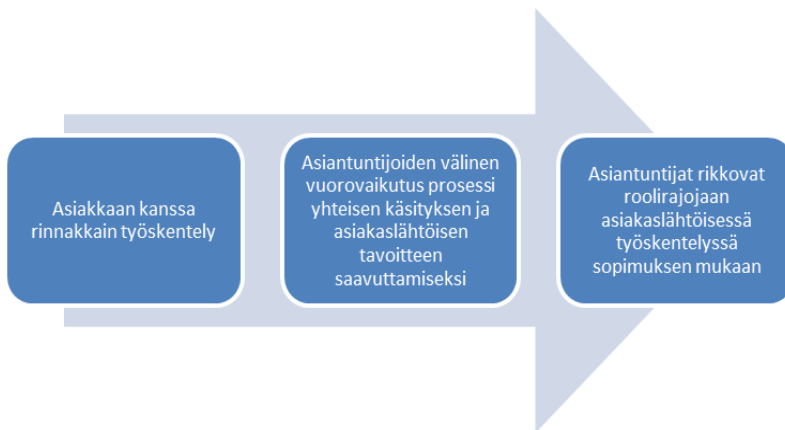 Asiakkaan kanssa
rinnakkain työskentely
Asiantuntijoiden välinen
vuorovaikutus prosessi
yhteisen käsityksen ja
asiakaslähtöisen
tavoitteen
saavuttamiseksi
Asiantuntijat rikkovat
roolirajojaan
asiakaslähtöisessä
työskentelyssä
sopimuksen mukaan